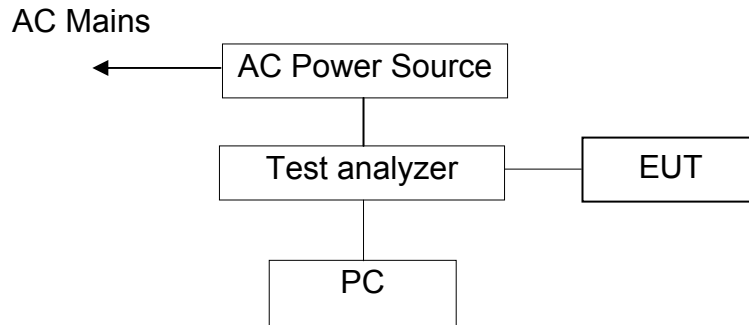 AC Mains
AC Power Source
Test analyzer
EUT
PC